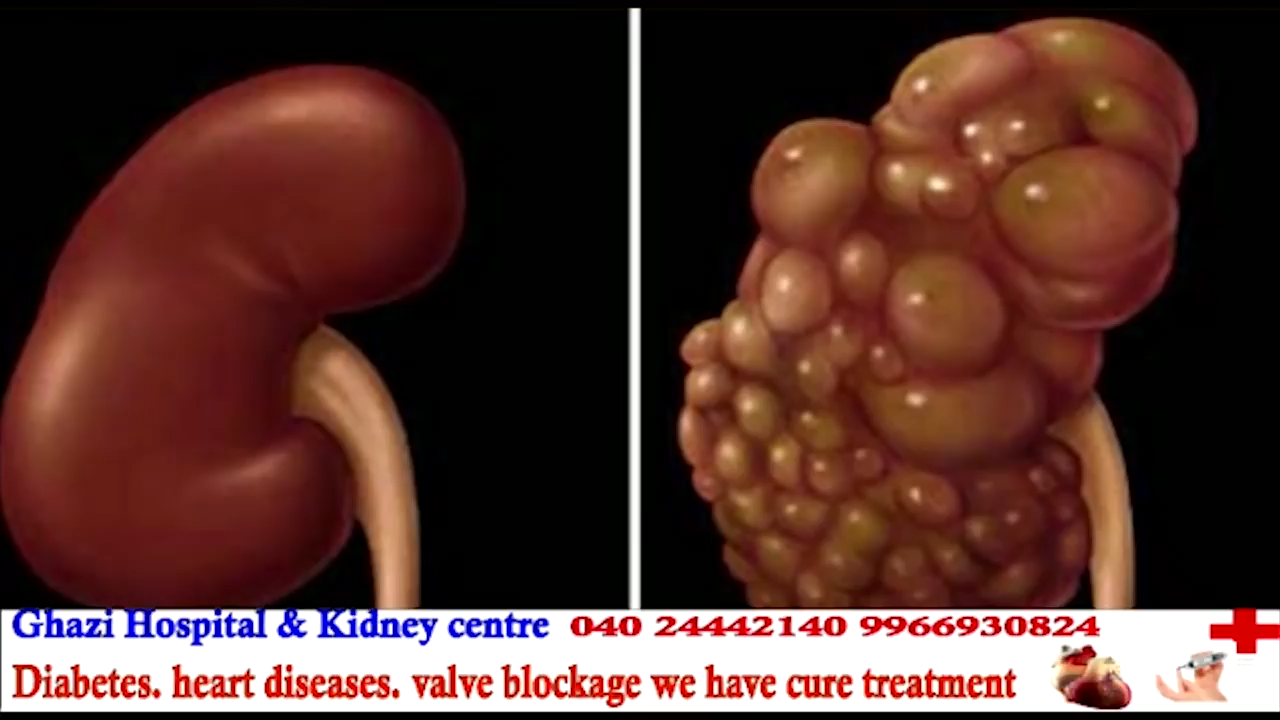 Ghazi Hospital & Kidney centre 040 24442140 9966930824
Diabetes. heart diseases. valve blockage we have cure treatment